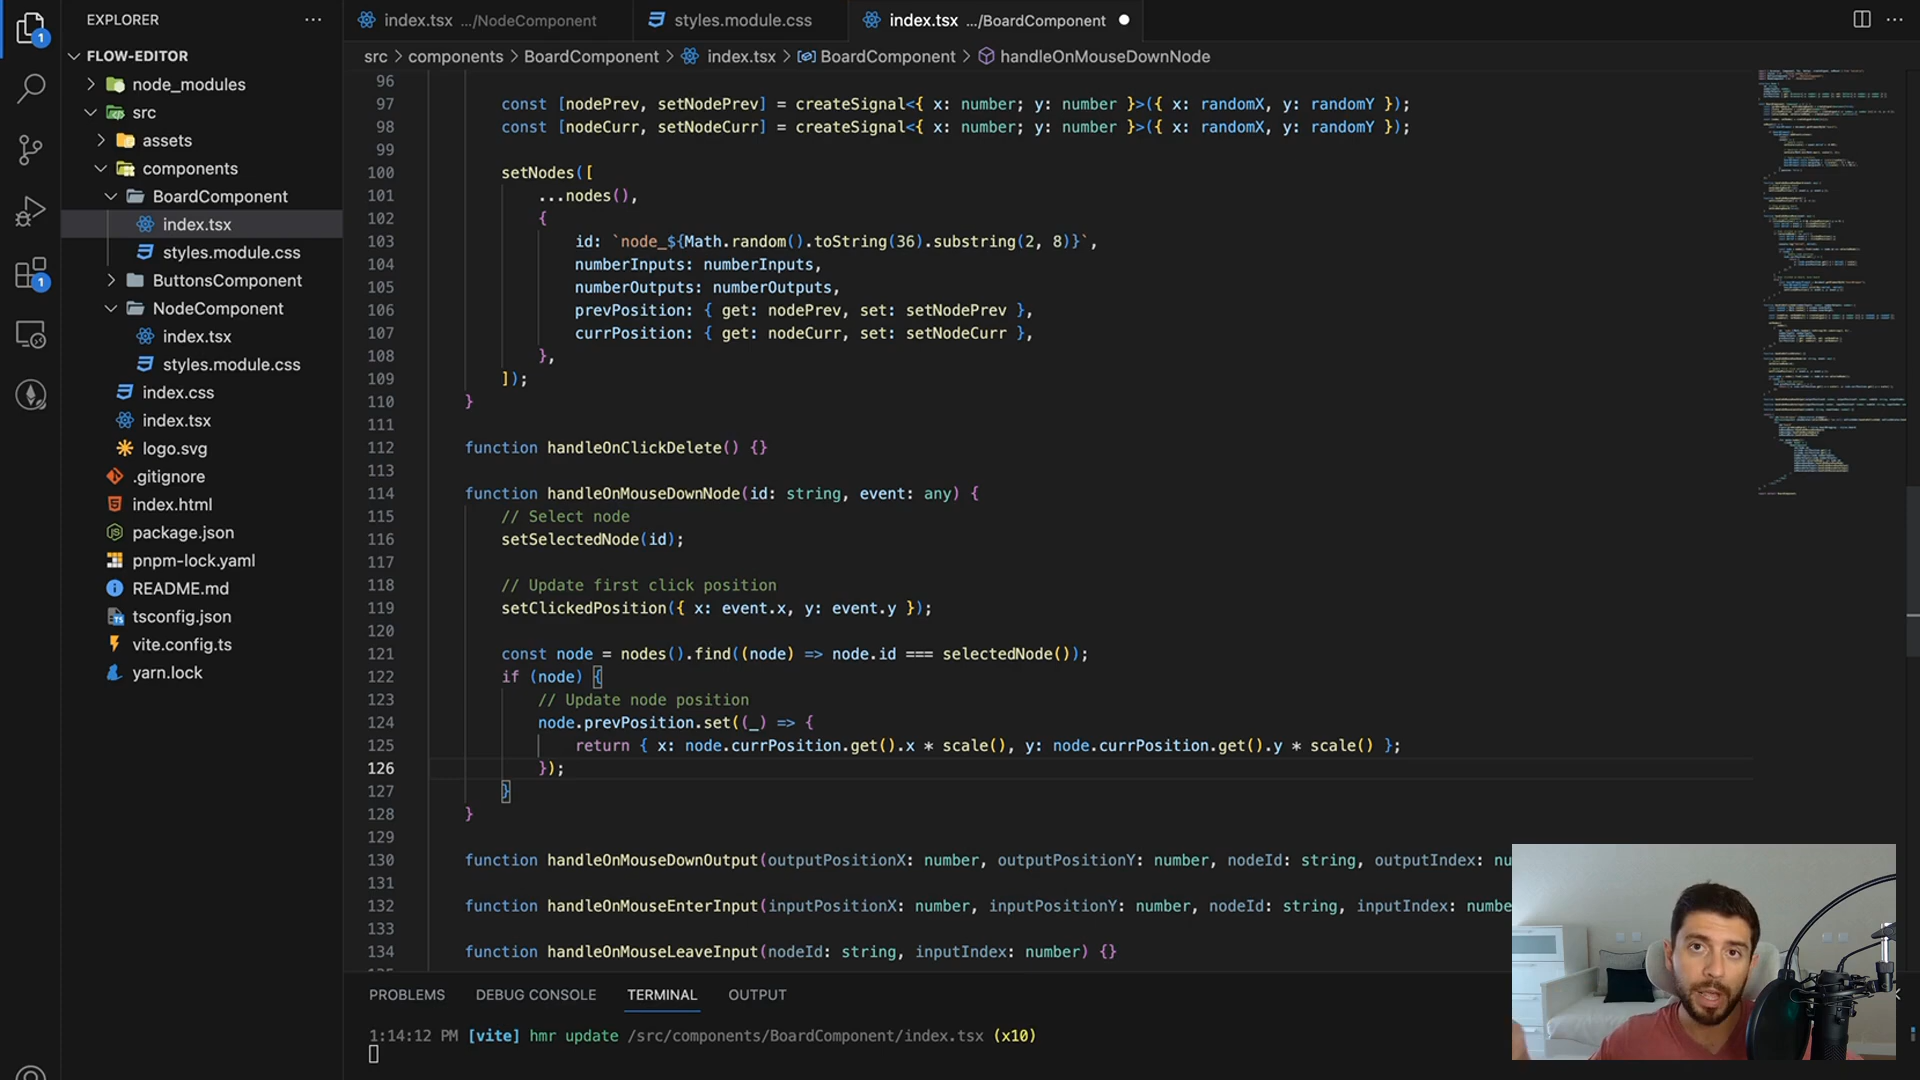 EXPLORER
FLOW-EDITOR
node_modules
src
assets
components
BoardComponent
index.tsx
styles.module.css
ButtonsComponent
NodeComponent
index.tsx
styles.module.css
index.css
index.tsx
logo.svg
.gitignore
index.html
package.json
pnpm-lock.yaml
README.md
tsconfig.json
vite.config.ts
yarn.lock
1
1
index.tsx .../NodeComponent
styles.module.css
index.tsx .../BoardComponent
src > components > BoardComponent > index.tsx > BoardComponent > handleOnMouseDownNode
96
97 const [nodePrev, setNodePrev] = createSignal<{ x: number; y: number }>({ x: randomX, y: randomY });
98 const [nodeCurr, setNodeCurr] = createSignal<{ x: number; y: number }>({ x: randomX, y: randomY });
99
100 setNodes([
101 ...nodes(),
102 {
103 id: `node_${Math.random().toString(36).substring(2, 8)}`,
104 numberInputs: numberInputs,
105 numberOutputs: numberOutputs,
106 prevPosition: { get: nodePrev, set: setNodePrev },
107 currPosition: { get: nodeCurr, set: setNodeCurr },
108 },
109 ]);
110 }
111
112 function handleOnClickDelete() {}
113
114 function handleOnMouseDownNode(id: string, event: any) {
115 // Select node
116 setSelectedNode(id);
117
118 // Update first click position
119 setClickedPosition({ x: event.x, y: event.y });
120
121 const node = nodes().find((node) => node.id === selectedNode());
122 if (node) {
123 // Update node position
124 node.prevPosition.set((_) => {
125 return { x: node.currPosition.get().x * scale(), y: node.currPosition.get().y * scale() };
126 });
127 }
128 }
129
130 function handleOnMouseDownOutput(outputPositionX: number, outputPositionY: number, nodeId: string, outputIndex: nu
131
132 function handleOnMouseEnterInput(inputPositionX: number, inputPositionY: number, nodeId: string, inputIndex: numbe
133
134 function handleOnMouseLeaveInput(nodeId: string, inputIndex: number) {}
PROBLEMS DEBUG CONSOLE TERMINAL OUTPUT
1:14:12 PM [vite] hmr update /src/components/BoardComponent/index.tsx (x10)